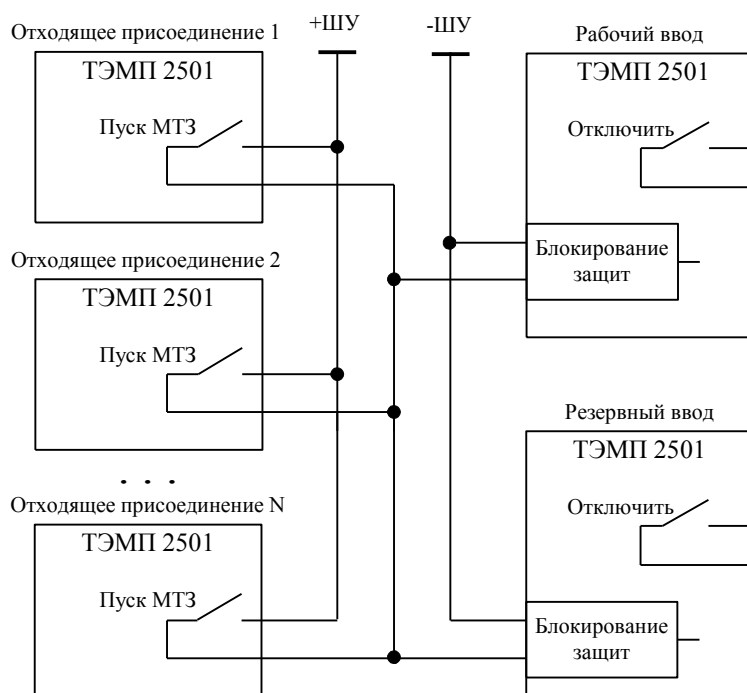 Отходящее присоединение 1
ТЭМП 2501
Пуск МТЗ
Отходящее присоединение 2
ТЭМП 2501
Пуск МТЗ
. . .
Отходящее присоединение N
ТЭМП 2501
Пуск МТЗ
+ШУ
-ШУ
Рабочий ввод
ТЭМП 2501
Отключить
Блокирование
защит
Резервный ввод
ТЭМП 2501
Отключить
Блокирование
защит